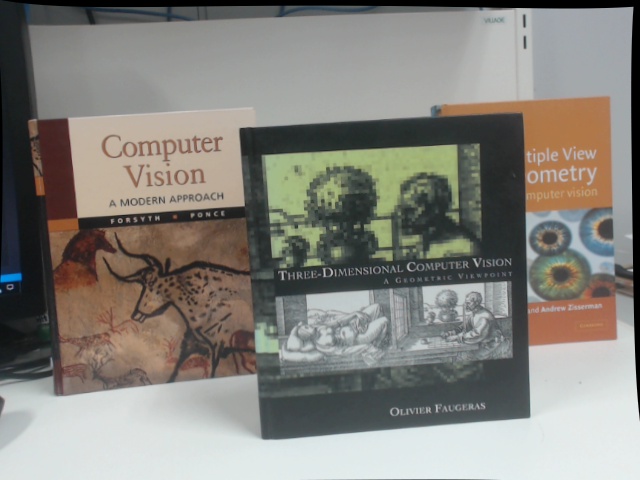 Computer
Vision
A MODERN APPROACH
FORSYTH PONCE
THREE-DIMENSIONAL COMPUTER VISION
A GEOMETRIC VIEWPOINT
OLIVIER FAUGERAS
tiple View
ometry
mputer vision
and Andrew Zisserman